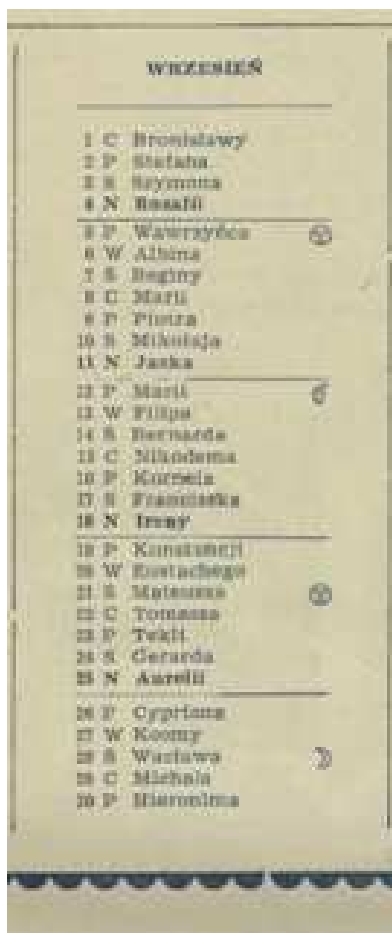 WRZESIEŃ
1 C Bronisławy
2 P Stefana
3 S Szymona
4 N Rozalii
5 P Wawrzyńca
6 W Albina
7 S Reginy
8 C Marii
9 P Piotra
10 S Mikołaja
11 N Jacka
12 P Marii
13 W Filipa
14 S Bernarda
15 C Nikodema
16 P Kornela
17 S Franciszka
18 N Ireny
19 P Konstancji
20 W Eustachego
21 S Mateusza
22 C Tomasza
23 P Tekli
24 S Gerarda
25 N Aurelii
26 P Cypriana
27 W Kosmy
28 S Wacława
29 C Michała
30 P Hieronima